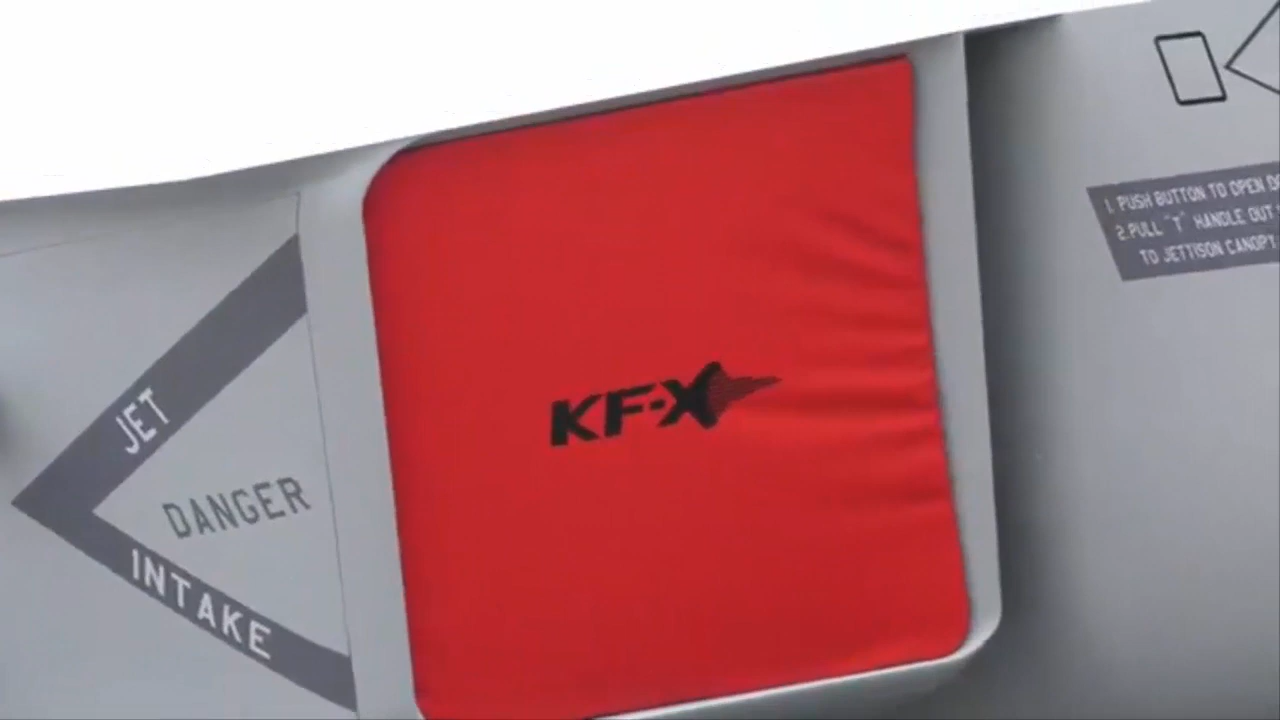 JET
DANGER
INTAKE
KF-X
1. PUSH BUTTON TO OPEN
2.PULL "T" HANDLE OUT
TO JETTISON CANOPY